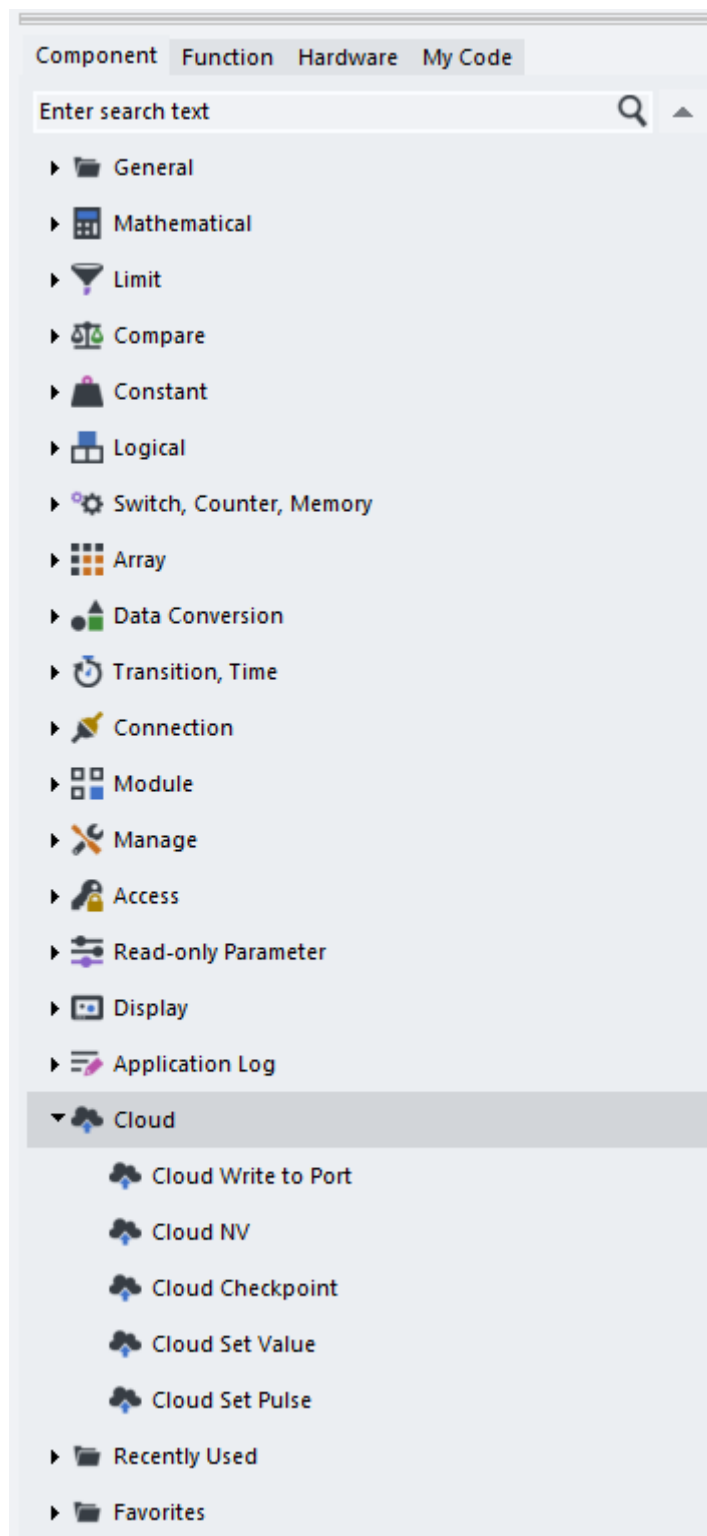 Component Function Hardware My Code
Enter search text
General
Mathematical
Limit
Compare
Constant
Logical
Switch, Counter, Memory
Array
Data Conversion
Transition, Time
Connection
Module
Manage
Access
Read-only Parameter
Display
Application Log
Cloud
Cloud Write to Port
Cloud NV
Cloud Checkpoint
Cloud Set Value
Cloud Set Pulse
Recently Used
Favorites